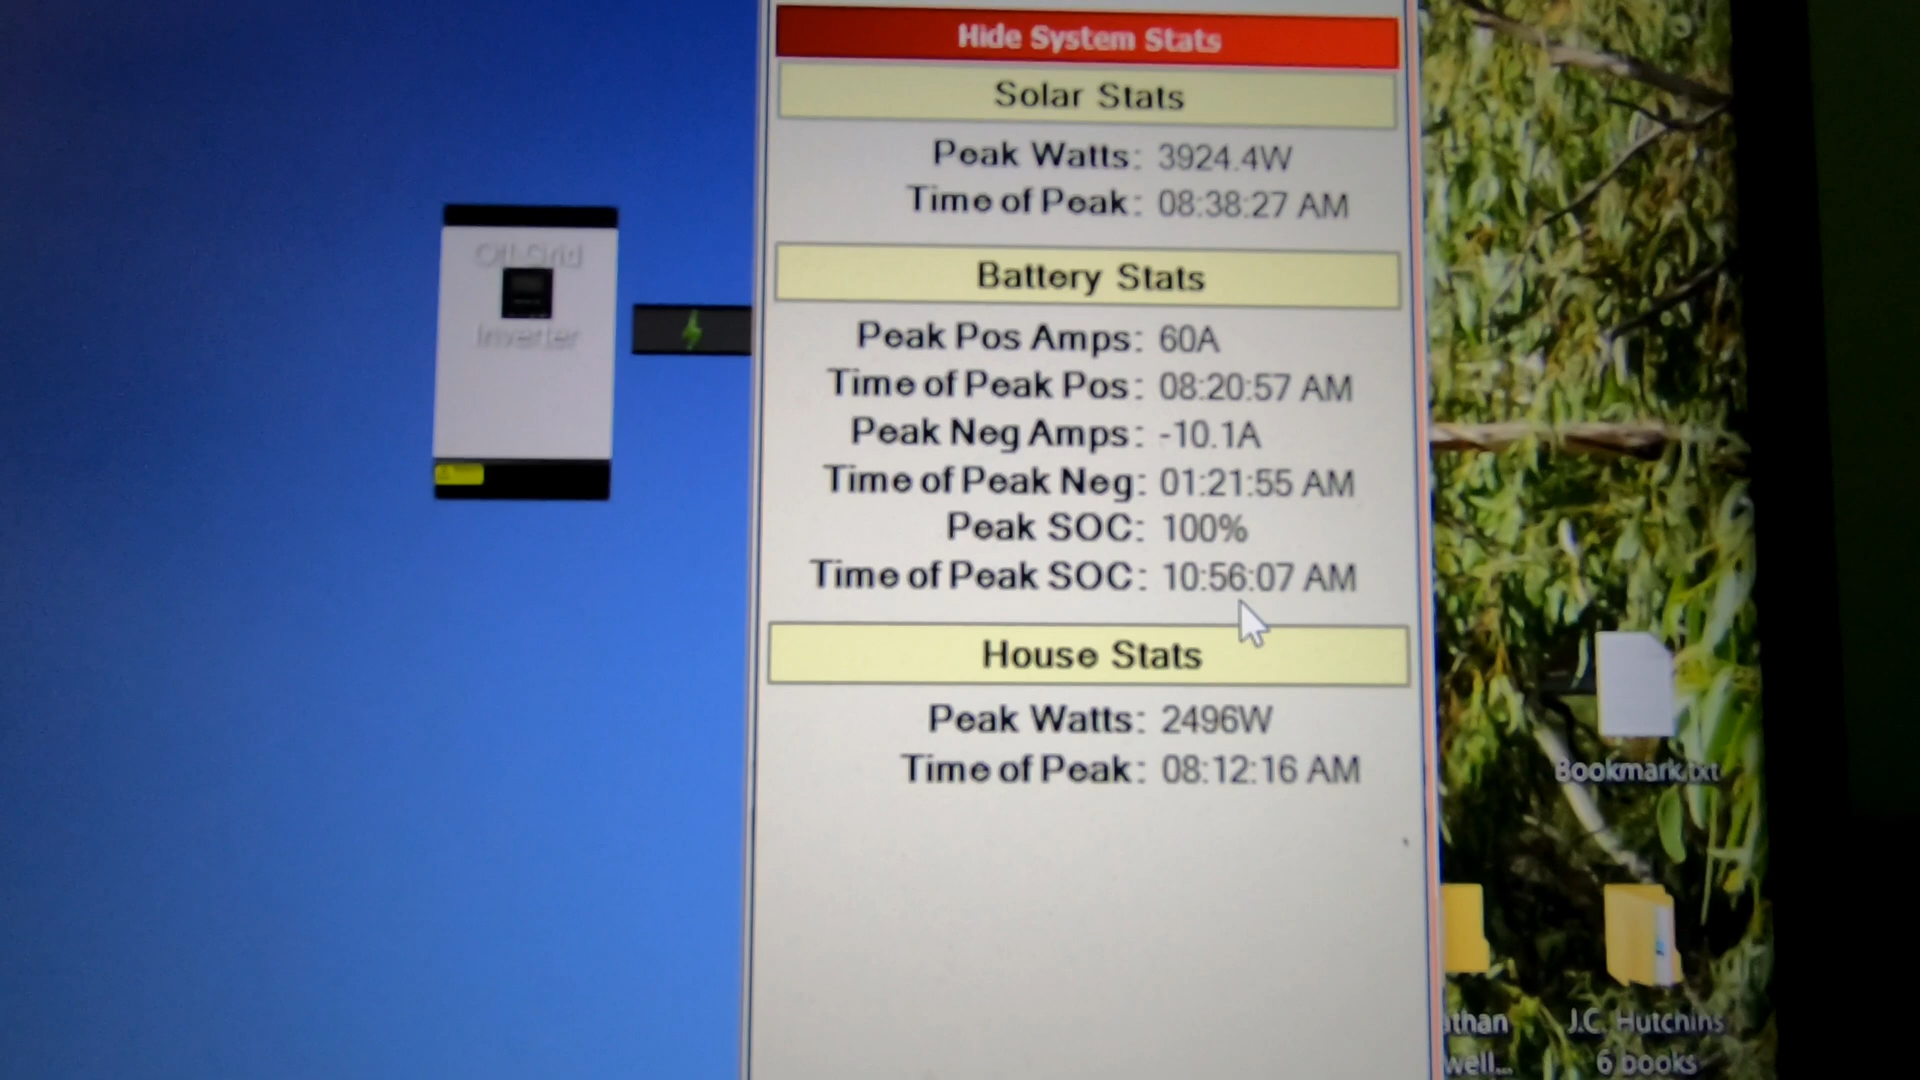 Hide System Stats
Solar Stats
Peak Watts: 3924.4W
Time of Peak: 08:38:27 AM
Off-Grid
Inverter
Battery Stats
Peak Pos Amps: 60A
Time of Peak Pos: 08:20:57 AM
Peak Neg Amps: -10.1A
Time of Peak Neg: 01:21:55 AM
Peak SOC: 100%
Time of Peak SOC: 10:56:07 AM
House Stats
Peak Watts: 2496W
Time of Peak: 08:12:16 AM
Bookmark.txt
J.C. Hutchins
6 books